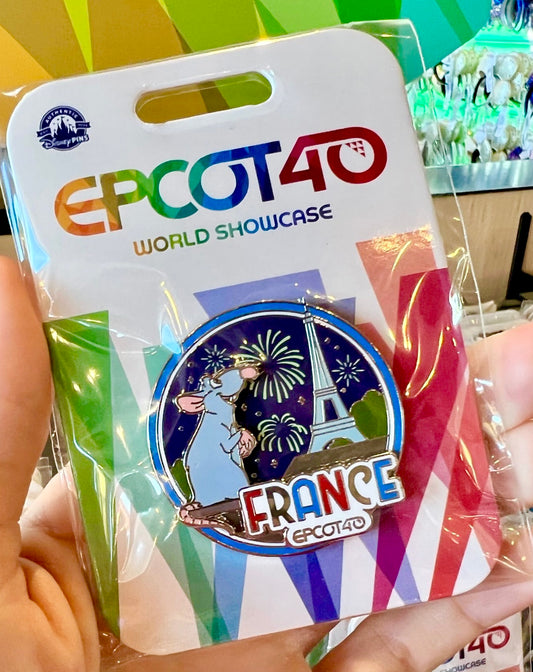 AUTHENTIC
Disney PINS
EPCOT40
WORLD SHOWCASE
FRANCE
EPCOT40
40
SHOWCASE